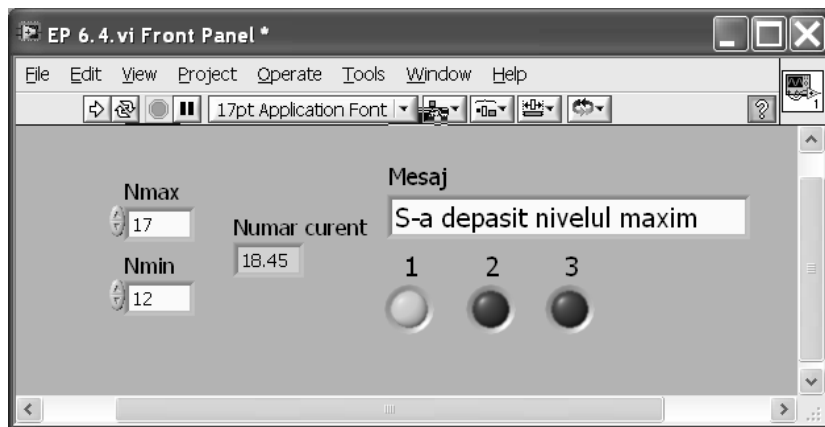 EP 6.4.vi Front Panel *
File Edit View Project Operate Tools Window Help
17pt Application Font
1
Mesaj
Nmax
S-a depasit nivelul maxim
17
Numar curent
18.45
Nmin
1 2 3
12